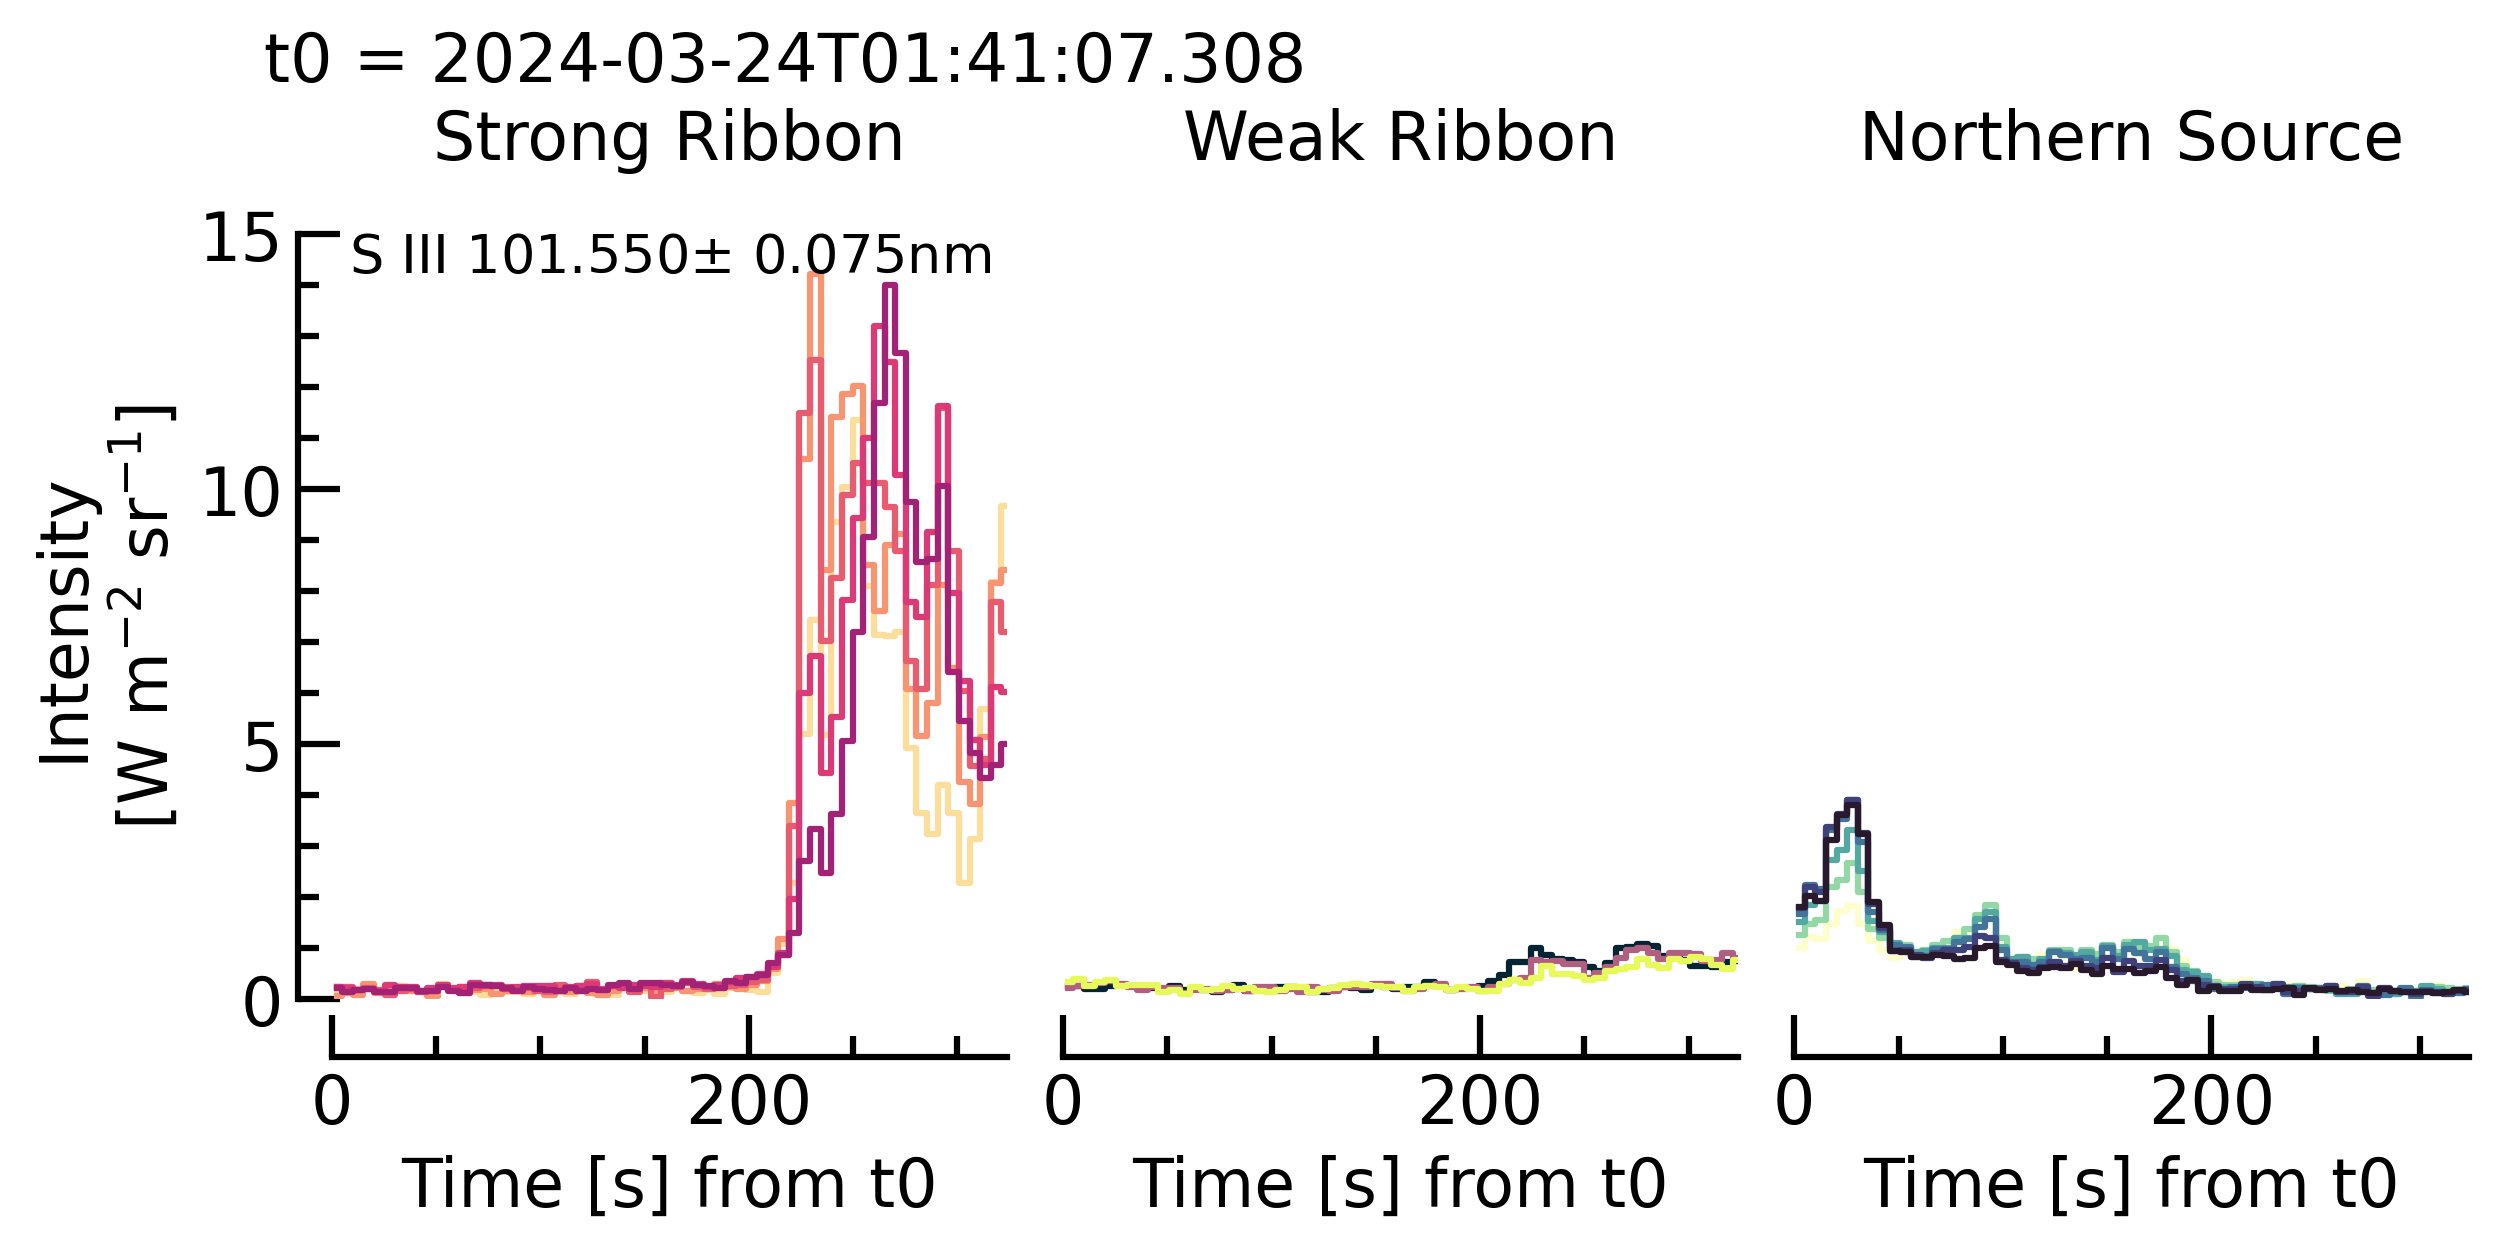 t0 = 2024-03-24T01:41:07.308
Strong Ribbon
Weak Ribbon
Northern Source
S III 101.550± 0.075nm
Intensity
[W m⁻² sr⁻¹]
15
10
5
0
0 200
0 200
0 200
Time [s] from t0
Time [s] from t0
Time [s] from t0